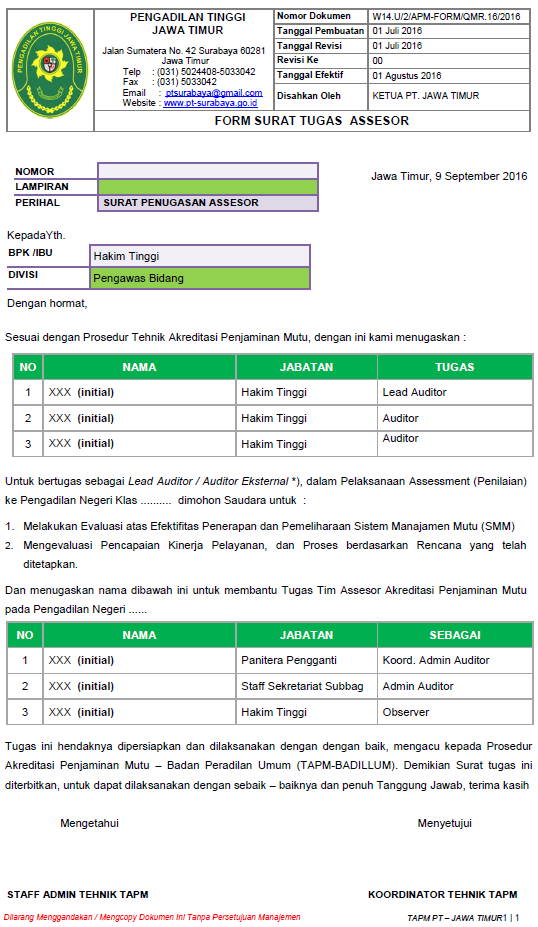 PENGADILAN TINGGI JAWA TIMUR
PENGADILAN TINGGI
JAWA TIMUR
Jalan Sumatera No. 42 Surabaya 60281
Jawa Timur
Telp : (031) 5024408-5033042
Fax : (031) 5033042
Email : ptsurabaya@gmail.com
Website : www.pt-surabaya.go.id
Nomor Dokumen W14.U/2/APM-FORM/QMR.16/2016
Tanggal Pembuatan 01 Juli 2016
Tanggal Revisi 01 Juli 2016
Revisi Ke 00
Tanggal Efektif 01 Agustus 2016
Disahkan Oleh KETUA PT. JAWA TIMUR
FORM SURAT TUGAS ASSESOR
NOMOR
LAMPIRAN
PERIHAL SURAT PENUGASAN ASSESOR
Jawa Timur, 9 September 2016
KepadaYth.
BPK /IBU Hakim Tinggi
DIVISI Pengawas Bidang
Dengan hormat,
Sesuai dengan Prosedur Tehnik Akreditasi Penjaminan Mutu, dengan ini kami menugaskan :
NO NAMA JABATAN TUGAS
1 XXX (initial) Hakim Tinggi Lead Auditor
2 XXX (initial) Hakim Tinggi Auditor
3 XXX (initial) Hakim Tinggi Auditor
Untuk bertugas sebagai Lead Auditor / Auditor Eksternal *), dalam Pelaksanaan Assessment (Penilaian)
ke Pengadilan Negeri Klas .......... dimohon Saudara untuk :
1. Melakukan Evaluasi atas Efektifitas Penerapan dan Pemeliharaan Sistem Manajemen Mutu (SMM)
2. Mengevaluasi Pencapaian Kinerja Pelayanan, dan Proses berdasarkan Rencana yang telah
ditetapkan.
Dan menugaskan nama dibawah ini untuk membantu Tugas Tim Assesor Akreditasi Penjaminan Mutu
pada Pengadilan Negeri ......
NO NAMA JABATAN SEBAGAI
1 XXX (initial) Panitera Pengganti Koord. Admin Auditor
2 XXX (initial) Staff Sekretariat Subbag Admin Auditor
3 XXX (initial) Hakim Tinggi Observer
Tugas ini hendaknya dipersiapkan dan dilaksanakan dengan dengan baik, mengacu kepada Prosedur
Akreditasi Penjaminan Mutu – Badan Peradilan Umum (TAPM-BADILLUM). Demikian Surat tugas ini
diterbitkan, untuk dapat dilaksanakan dengan sebaik – baiknya dan penuh Tanggung Jawab, terima kasih
Mengetahui Menyetujui
STAFF ADMIN TEHNIK TAPM KOORDINATOR TEHNIK TAPM
Dilarang Menggandakan / Mengcopy Dokumen Ini Tanpa Persetujuan Manajemen TAPM PT – JAWA TIMUR1 | 1